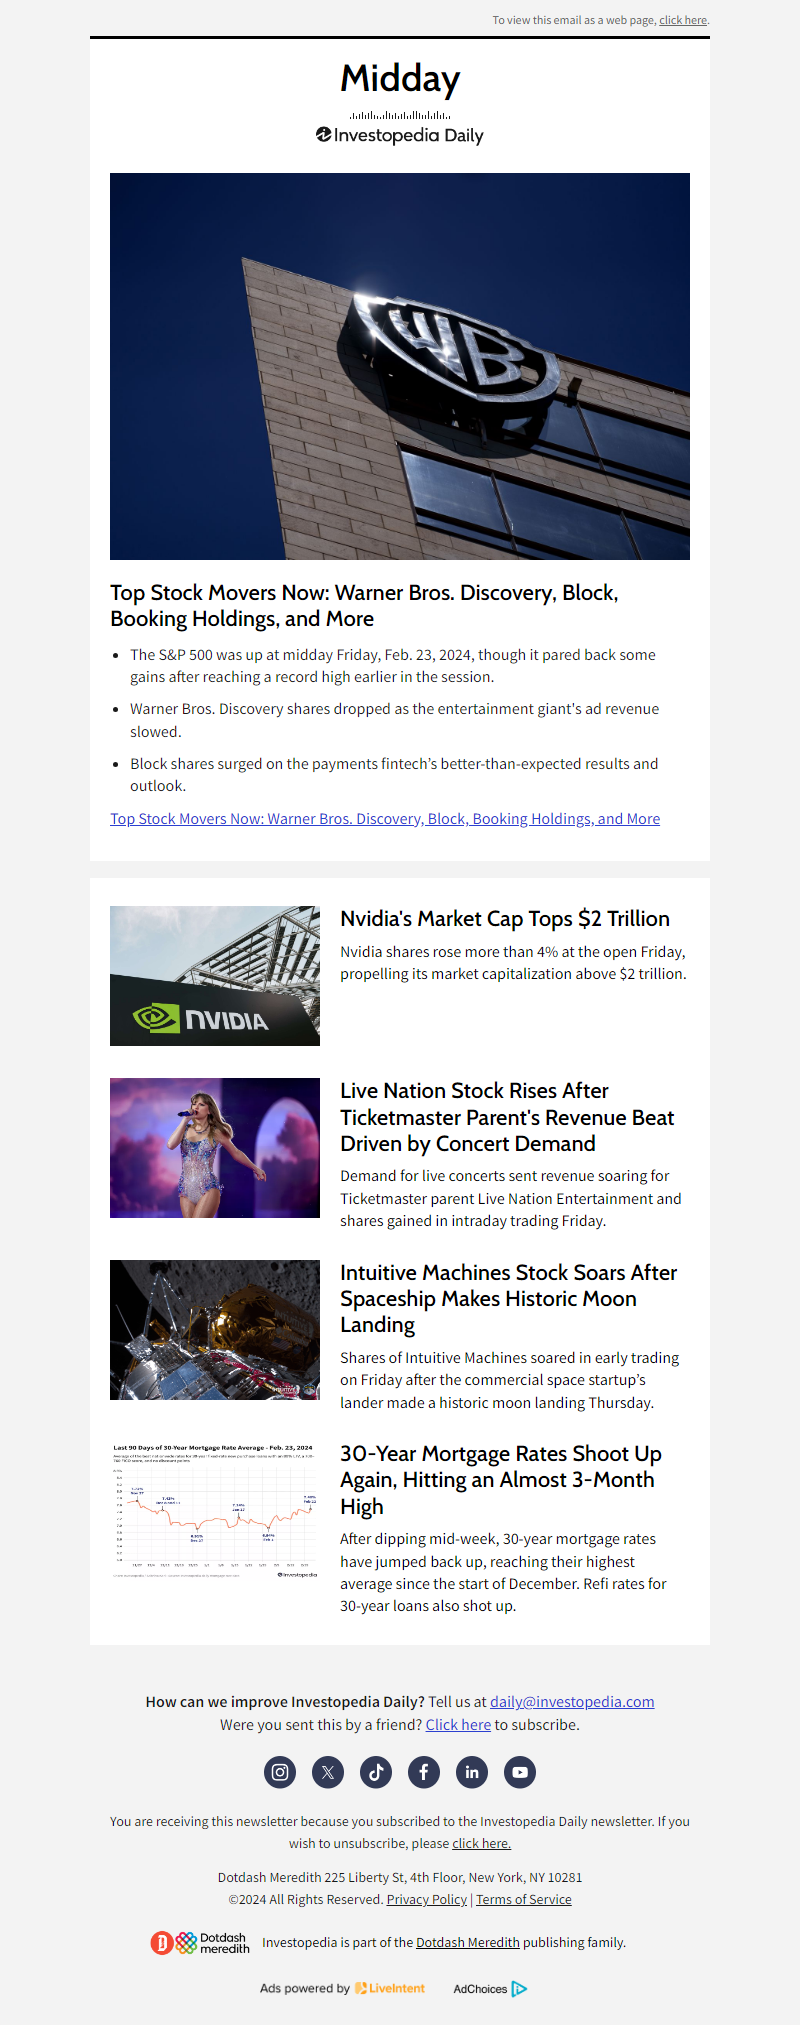 To view this email as a web page, click here.
Midday
Investopedia Daily
WB
Top Stock Movers Now: Warner Bros. Discovery, Block,
Booking Holdings, and More
• The S&P 500 was up at midday Friday, Feb. 23, 2024, though it pared back some
gains after reaching a record high earlier in the session.
• Warner Bros. Discovery shares dropped as the entertainment giant's ad revenue
slowed.
• Block shares surged on the payments fintech’s better-than-expected results and
outlook.
Top Stock Movers Now: Warner Bros. Discovery, Block, Booking Holdings, and More
NVIDIA
Nvidia's Market Cap Tops $2 Trillion
Nvidia shares rose more than 4% at the open Friday,
propelling its market capitalization above $2 trillion.
Live Nation Stock Rises After
Ticketmaster Parent's Revenue Beat
Driven by Concert Demand
Demand for live concerts sent revenue soaring for
Ticketmaster parent Live Nation Entertainment and
shares gained in intraday trading Friday.
Intuitive Machines Stock Soars After
Spaceship Makes Historic Moon
Landing
Shares of Intuitive Machines soared in early trading
on Friday after the commercial space startup’s
lander made a historic moon landing Thursday.
Last 90 Days of 30-Year Mortgage Rate Average - Feb. 23, 2024
Investopedia
30-Year Mortgage Rates Shoot Up
Again, Hitting an Almost 3-Month
High
After dipping mid-week, 30-year mortgage rates
have jumped back up, reaching their highest
average since the start of December. Refi rates for
30-year loans also shot up.
How can we improve Investopedia Daily? Tell us at daily@investopedia.com
Were you sent this by a friend? Click here to subscribe.
You are receiving this newsletter because you subscribed to the Investopedia Daily newsletter. If you
wish to unsubscribe, please click here.
Dotdash Meredith 225 Liberty St, 4th Floor, New York, NY 10281
©2024 All Rights Reserved. Privacy Policy | Terms of Service
Dotdash
meredith
Investopedia is part of the Dotdash Meredith publishing family.
Ads powered by LiveIntent
AdChoices